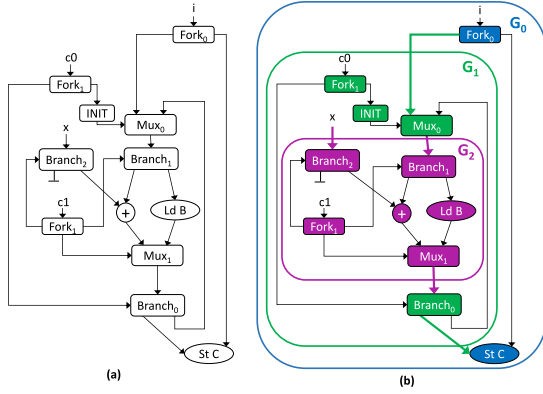 i
Fork₀
c0
Fork₁
INIT
Mux₀
x
Branch₂
Branch₁
c1
+
Ld B
Fork₁
Mux₁
Branch₀
St C
(a)
i
G₀
Fork₀
G₁
c0
Fork₁
INIT
Mux₀
x
G₂
Branch₂
Branch₁
c1
+
Ld B
Fork₁
Mux₁
Branch₀
St C
(b)